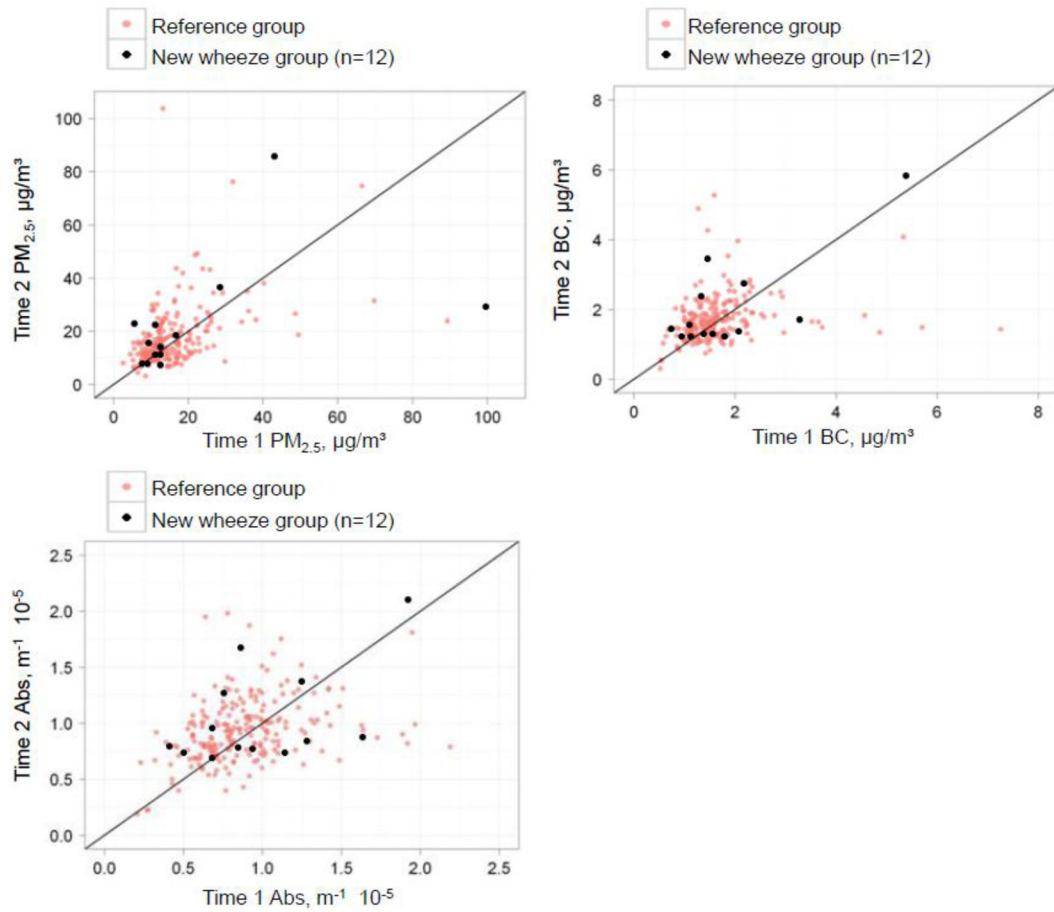 Reference group
New wheeze group (n=12)
Time 2 PM2.5, µg/m³
100
80
60
40
20
0
0 20 40 60 80 100
Time 1 PM2.5, µg/m³
Reference group
New wheeze group (n=12)
Time 2 BC, µg/m³
8
6
4
2
0
0 2 4 6 8
Time 1 BC, µg/m³
Reference group
New wheeze group (n=12)
Time 2 Abs, m⁻¹ 10⁻⁵
2.5
2.0
1.5
1.0
0.5
0.0
0.0 0.5 1.0 1.5 2.0 2.5
Time 1 Abs, m⁻¹ 10⁻⁵